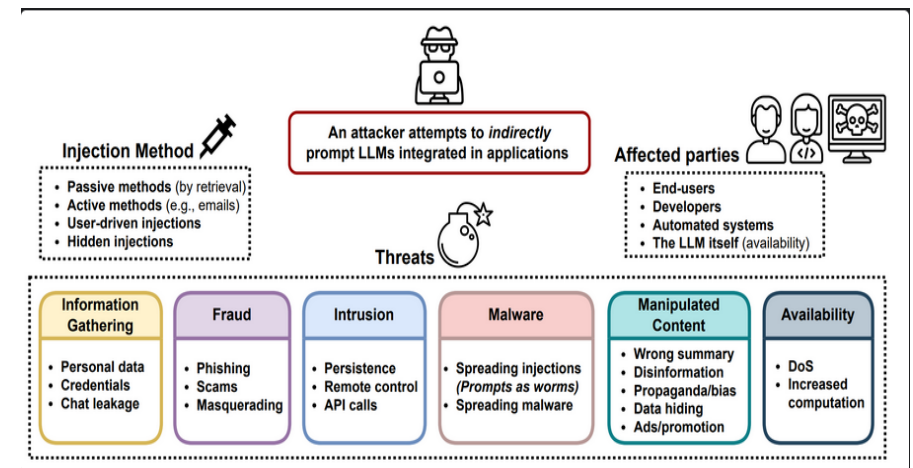 An attacker attempts to indirectly
prompt LLMs integrated in applications
Injection Method
• Passive methods (by retrieval)
• Active methods (e.g., emails)
• User-driven injections
• Hidden injections
Affected parties
• End-users
• Developers
• Automated systems
• The LLM itself (availability)
Threats
Information
Gathering
• Personal data
• Credentials
• Chat leakage
Fraud
• Phishing
• Scams
• Masquerading
Intrusion
• Persistence
• Remote control
• API calls
Malware
• Spreading injections
(Prompts as worms)
• Spreading malware
Manipulated
Content
• Wrong summary
• Disinformation
• Propaganda/bias
• Data hiding
• Ads/promotion
Availability
• DoS
• Increased
computation